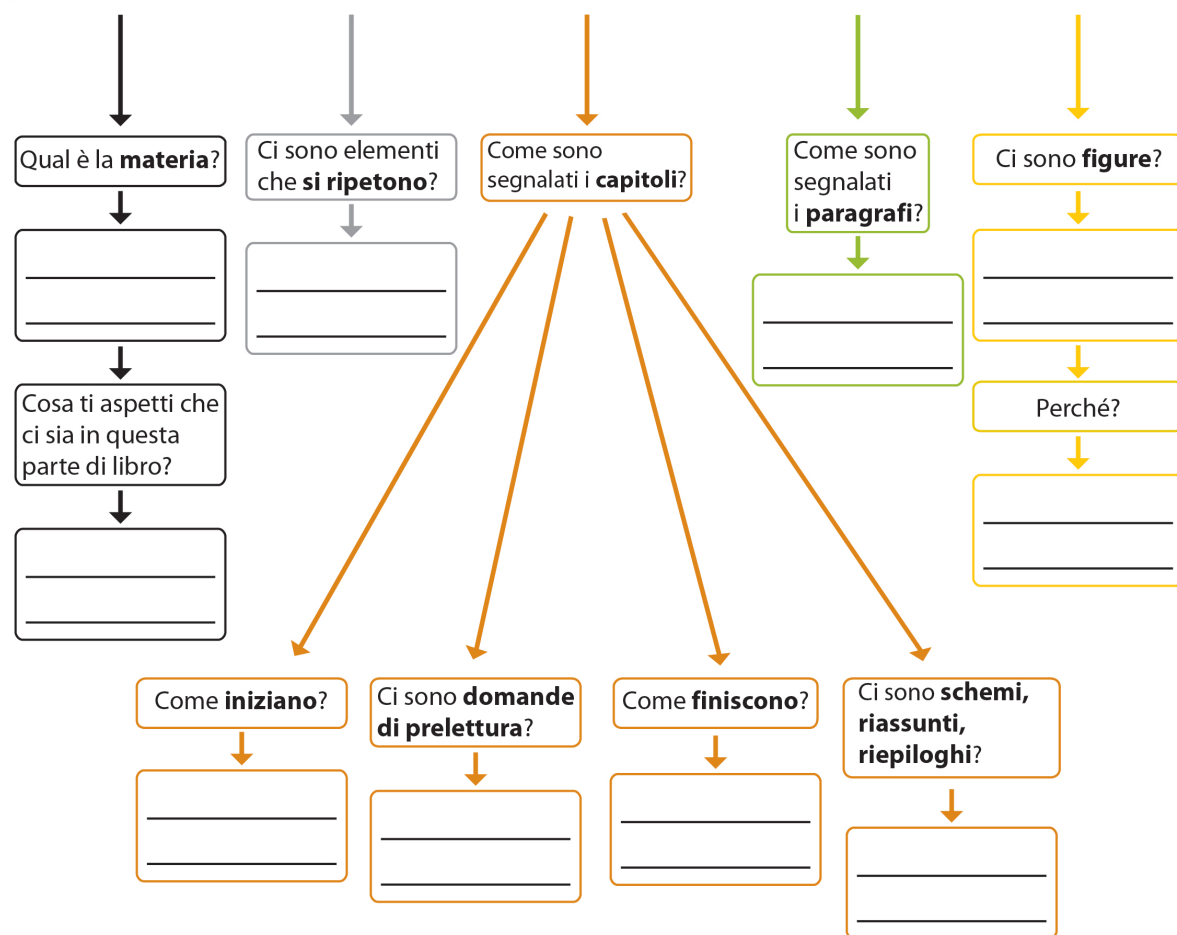 Qual è la materia?
Ci sono elementi
che si ripetono?
Come sono
segnalati i capitoli?
Come sono
segnalati
i paragrafi?
Ci sono figure?
Cosa ti aspetti che
ci sia in questa
parte di libro?
Perché?
Come iniziano?
Ci sono domande
di prelettura?
Come finiscono?
Ci sono schemi,
riassunti,
riepiloghi?